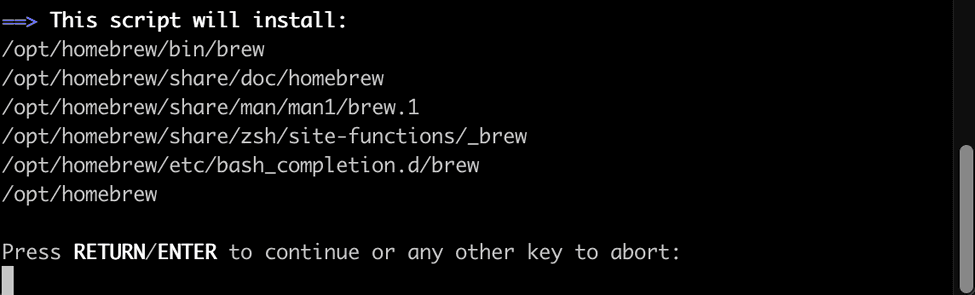 ==> This script will install:
/opt/homebrew/bin/brew
/opt/homebrew/share/doc/homebrew
/opt/homebrew/share/man/man1/brew.1
/opt/homebrew/share/zsh/site-functions/_brew
/opt/homebrew/etc/bash_completion.d/brew
/opt/homebrew
Press RETURN/ENTER to continue or any other key to abort: